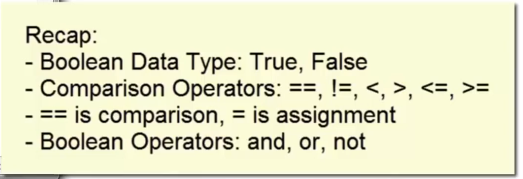 Recap:
- Boolean Data Type: True, False
- Comparison Operators: ==, !=, <, >, <=, >=
- == is comparison, = is assignment
- Boolean Operators: and, or, not